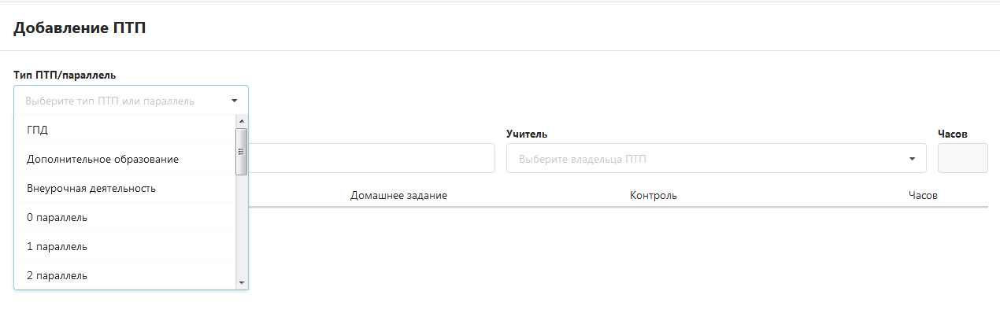 Добавление ПТП
Тип ПТП/параллель
Выберите тип ПТП или параллель
ГПД
Дополнительное образование
Внеурочная деятельность
0 параллель
1 параллель
2 параллель
Учитель
Часов
Выберите владельца ПТП
Домашнее задание
Контроль
Часов